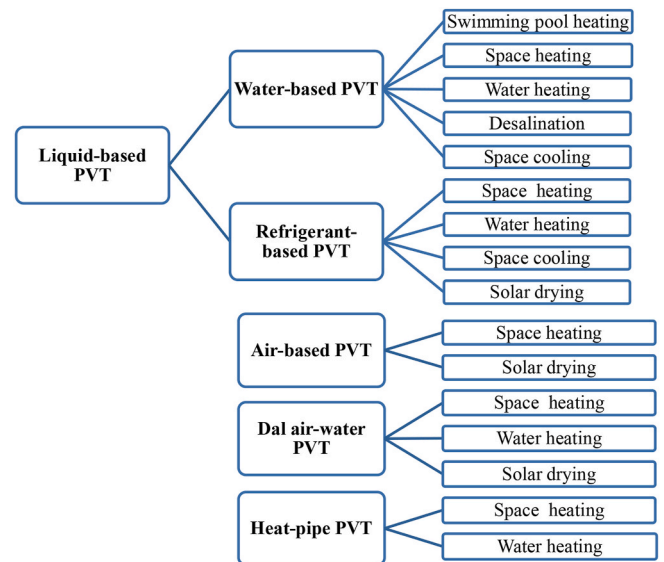 Liquid-based
PVT
Water-based PVT
Swimming pool heating
Space heating
Water heating
Desalination
Space cooling
Refrigerant-
based PVT
Space heating
Water heating
Space cooling
Solar drying
Air-based PVT
Space heating
Solar drying
Dal air-water
PVT
Space heating
Water heating
Solar drying
Heat-pipe PVT
Space heating
Water heating